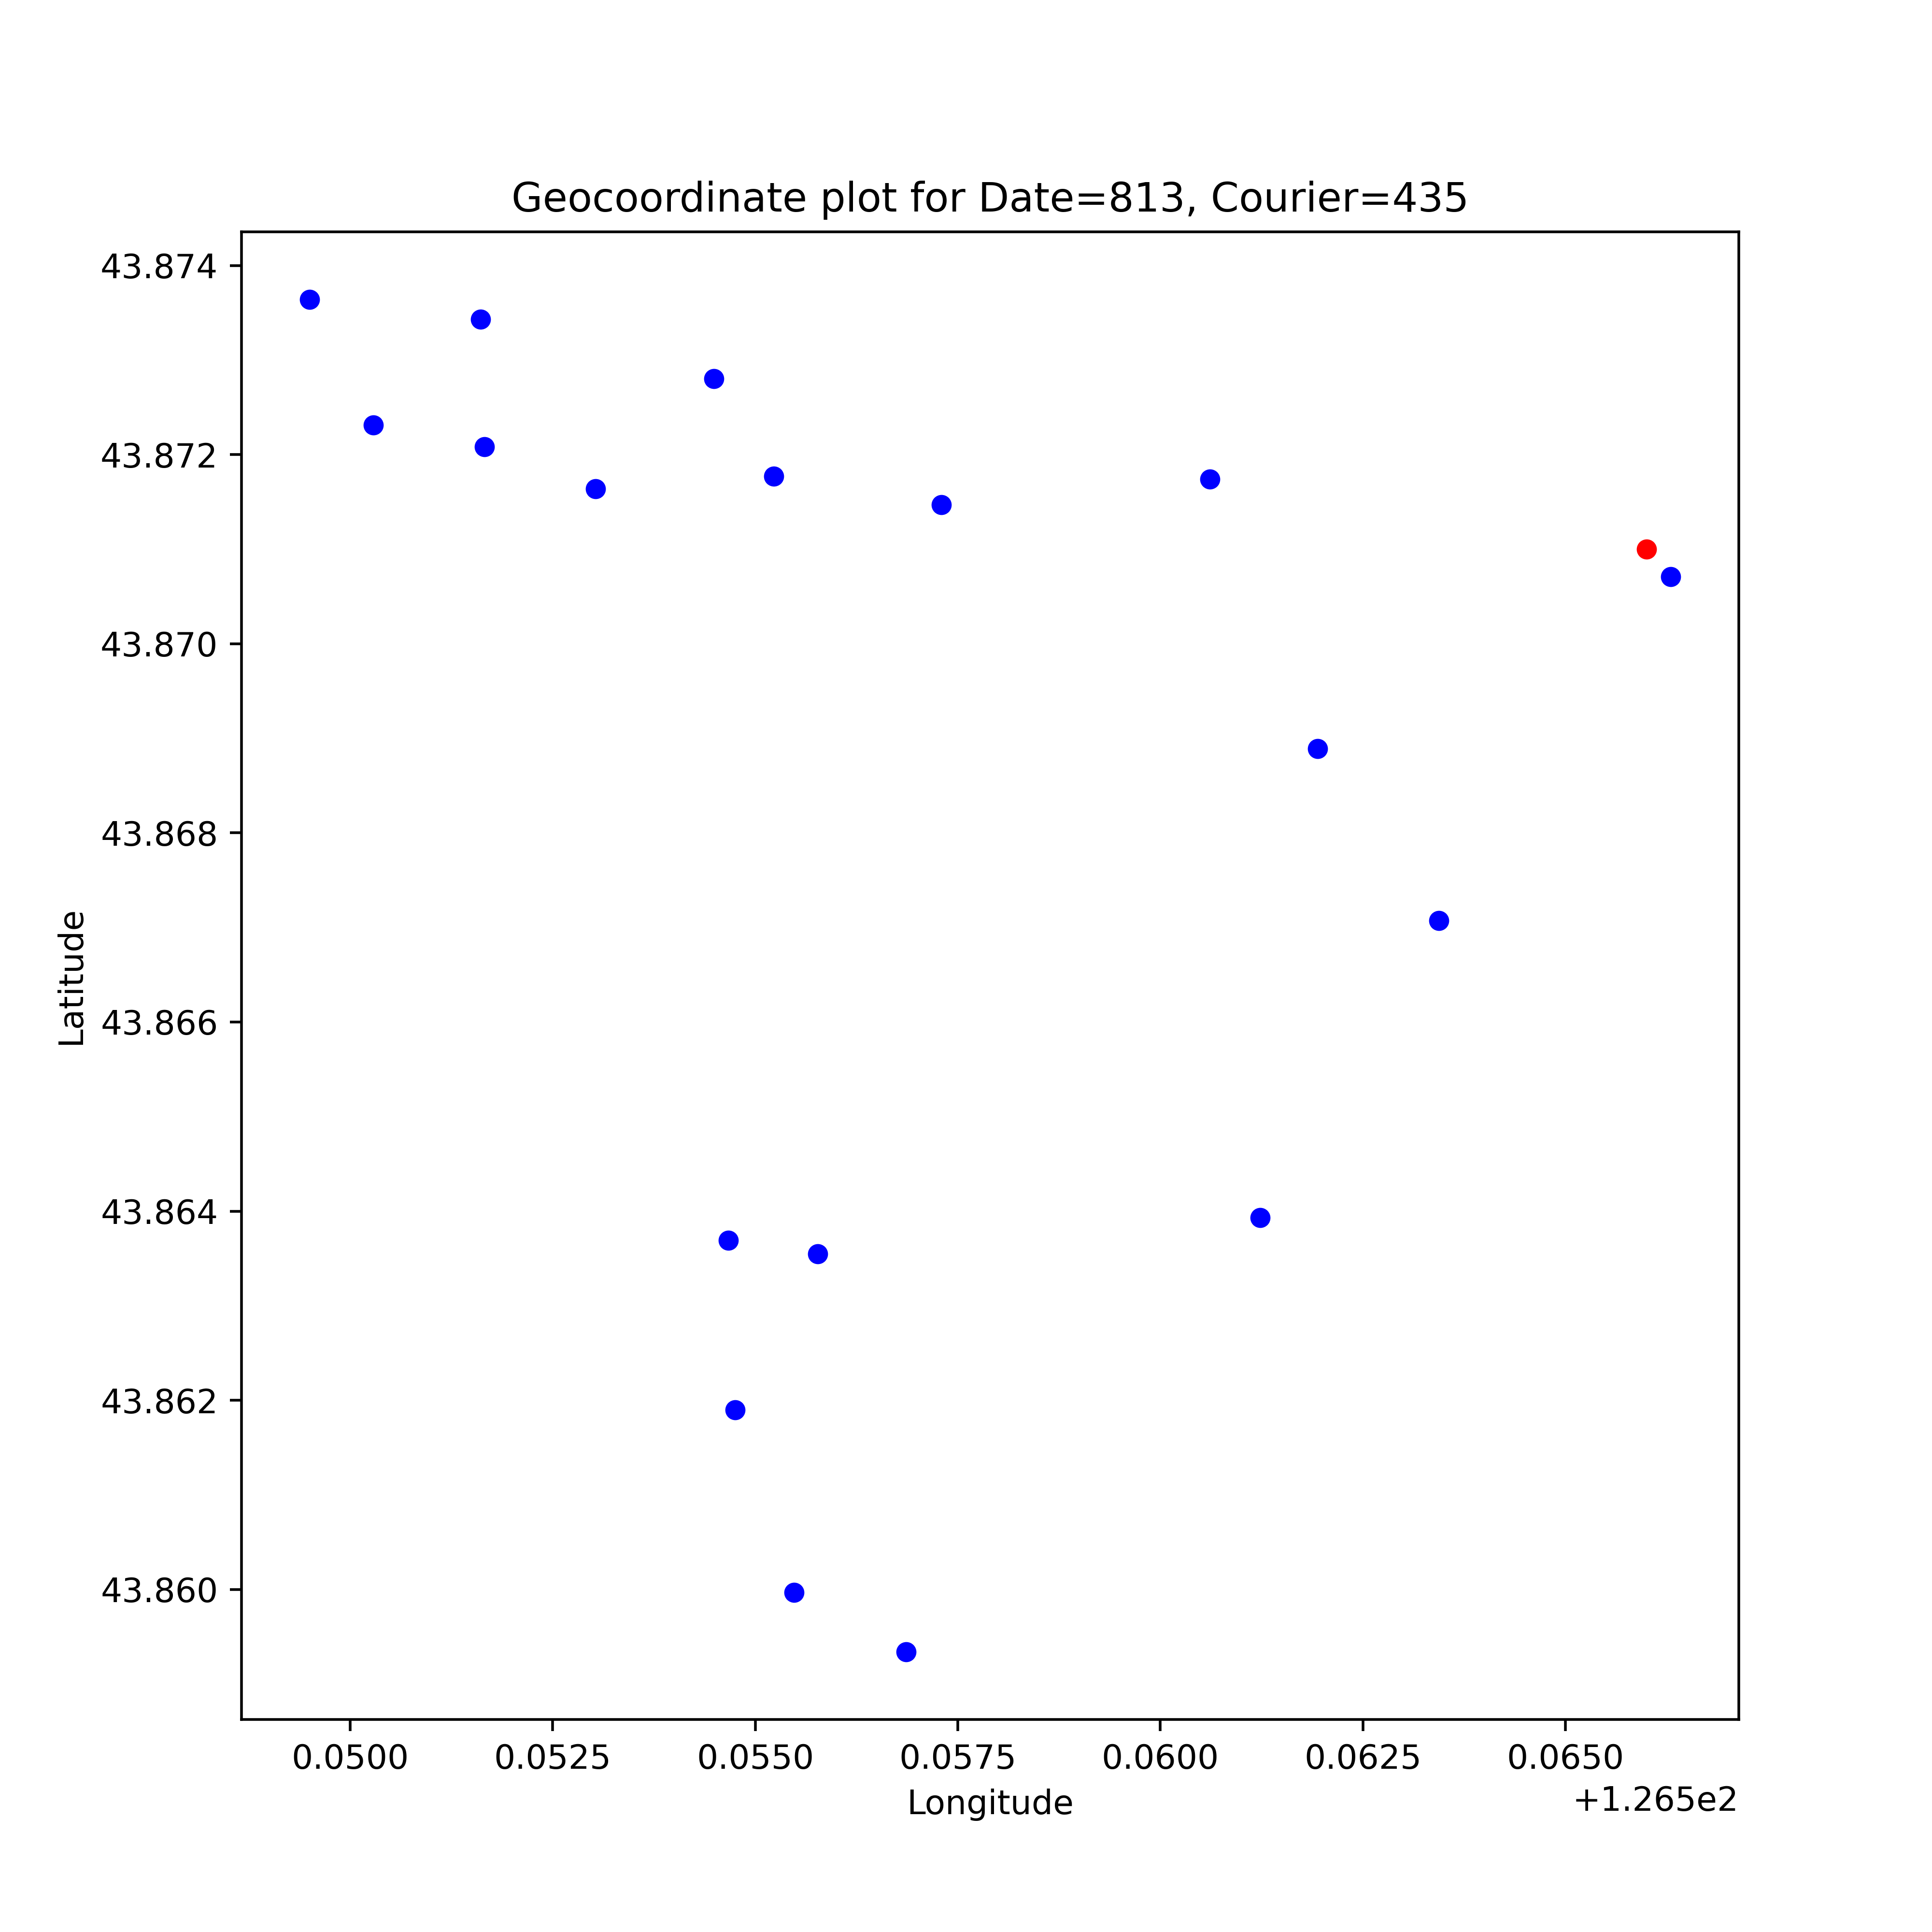 Geocoordinate plot for Date=813, Courier=435
43.874
43.872
43.870
43.868
43.866
43.864
43.862
43.860
Latitude
0.0500 0.0525 0.0550 0.0575 0.0600 0.0625 0.0650
Longitude
+1.265e2